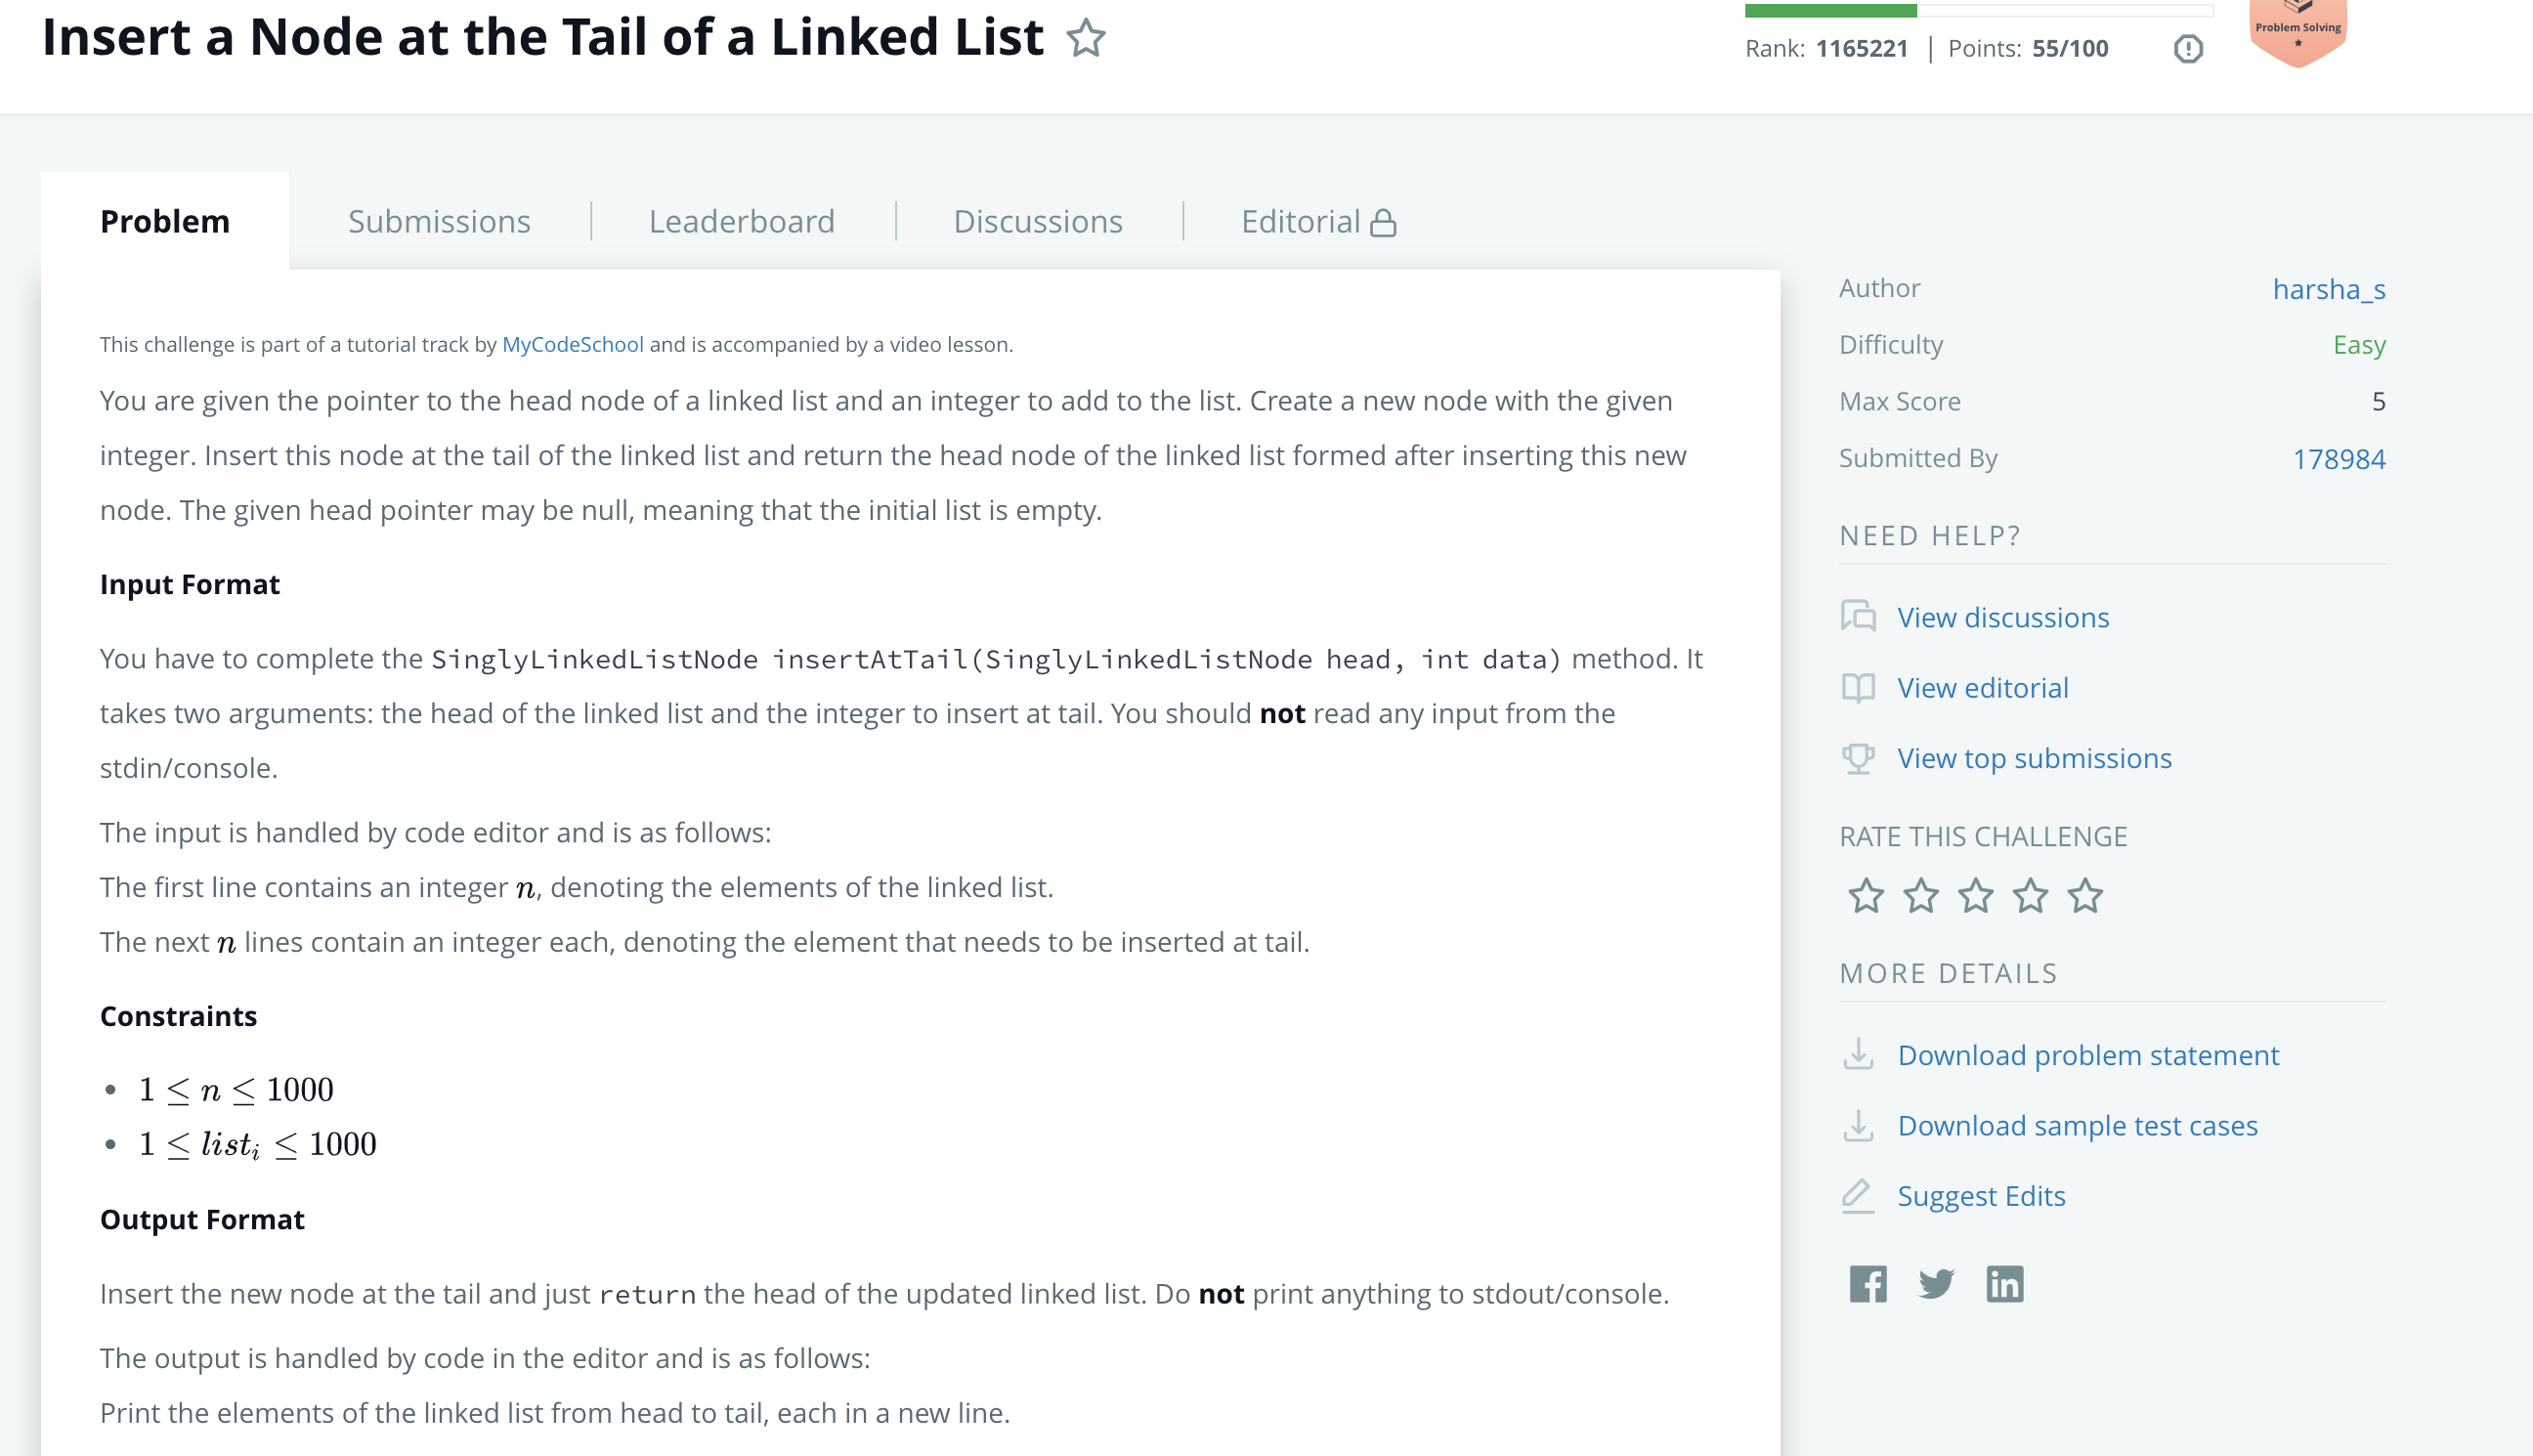 Insert a Node at the Tail of a Linked List
Rank: 1165221 | Points: 55/100
Problem Solving
Problem
Submissions
Leaderboard
Discussions
Editorial
This challenge is part of a tutorial track by MyCodeSchool and is accompanied by a video lesson.
You are given the pointer to the head node of a linked list and an integer to add to the list. Create a new node with the given
integer. Insert this node at the tail of the linked list and return the head node of the linked list formed after inserting this new
node. The given head pointer may be null, meaning that the initial list is empty.
Input Format
You have to complete the SinglyLinkedListNode insertAtTail(SinglyLinkedListNode head, int data) method. It
takes two arguments: the head of the linked list and the integer to insert at tail. You should not read any input from the
stdin/console.
The input is handled by code editor and is as follows:
The first line contains an integer n, denoting the elements of the linked list.
The next n lines contain an integer each, denoting the element that needs to be inserted at tail.
Constraints
• 1 ≤ n ≤ 1000
• 1 ≤ listᵢ ≤ 1000
Output Format
Insert the new node at the tail and just return the head of the updated linked list. Do not print anything to stdout/console.
The output is handled by code in the editor and is as follows:
Print the elements of the linked list from head to tail, each in a new line.
Author harsha_s
Difficulty Easy
Max Score 5
Submitted By 178984
NEED HELP?
View discussions
View editorial
View top submissions
RATE THIS CHALLENGE
MORE DETAILS
Download problem statement
Download sample test cases
Suggest Edits